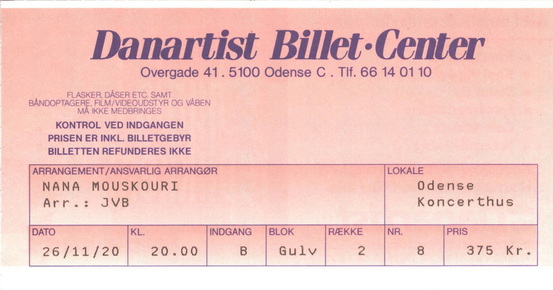 Danartist Billet·Center
Overgade 41 . 5100 Odense C . Tlf. 66 14 01 10
FLASKER, DÅSER ETC. SAMT
BÅNDOPTAGERE, FILM/VIDEOUDSTYR OG VÅBEN
MÅ IKKE MEDBRINGES
KONTROL VED INDGANGEN
PRISEN ER INKL. BILLETGEBYR
BILLETTEN REFUNDERES IKKE
ARRANGEMENT/ANSVARLIG ARRANGØR LOKALE
NANA MOUSKOURI Odense
Arr.: JVB Koncerthus
DATO KL. INDGANG BLOK RÆKKE NR. PRIS
26/11/20 20.00 B Gulv 2 8 375 Kr.